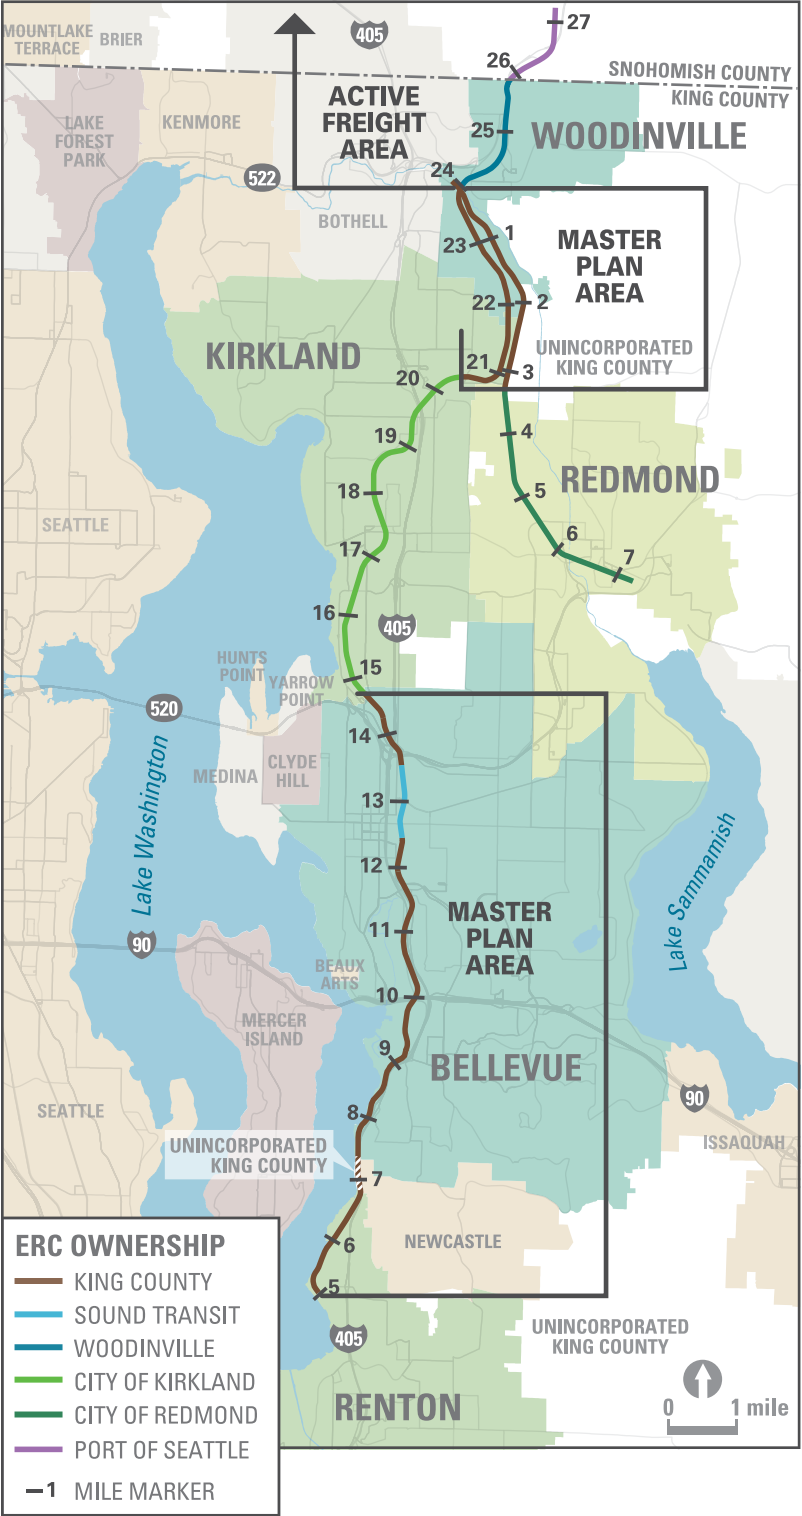 MOUNTLAKE
TERRACE
BRIER
405
27
26
SNOHOMISH COUNTY
KING COUNTY
ACTIVE
FREIGHT
AREA
LAKE
FOREST
PARK
KENMORE
25
WOODINVILLE
522
24
BOTHELL
23
1
MASTER
PLAN
AREA
22
2
KIRKLAND
UNINCORPORATED
KING COUNTY
21
3
20
19
4
REDMOND
18
5
SEATTLE
17
6
7
16
405
HUNTS
POINT
15
YARROW
POINT
520
14
MEDINA
CLYDE
HILL
Lake Washington
13
12
Lake Sammamish
MASTER
PLAN
AREA
11
90
BEAUX
ARTS
10
MERCER
ISLAND
9
BELLEVUE
8
90
SEATTLE
ISSAQUAH
UNINCORPORATED
KING COUNTY
7
6
NEWCASTLE
5
UNINCORPORATED
KING COUNTY
405
RENTON
0 1 mile
ERC OWNERSHIP
KING COUNTY
SOUND TRANSIT
WOODINVILLE
CITY OF KIRKLAND
CITY OF REDMOND
PORT OF SEATTLE
1 MILE MARKER